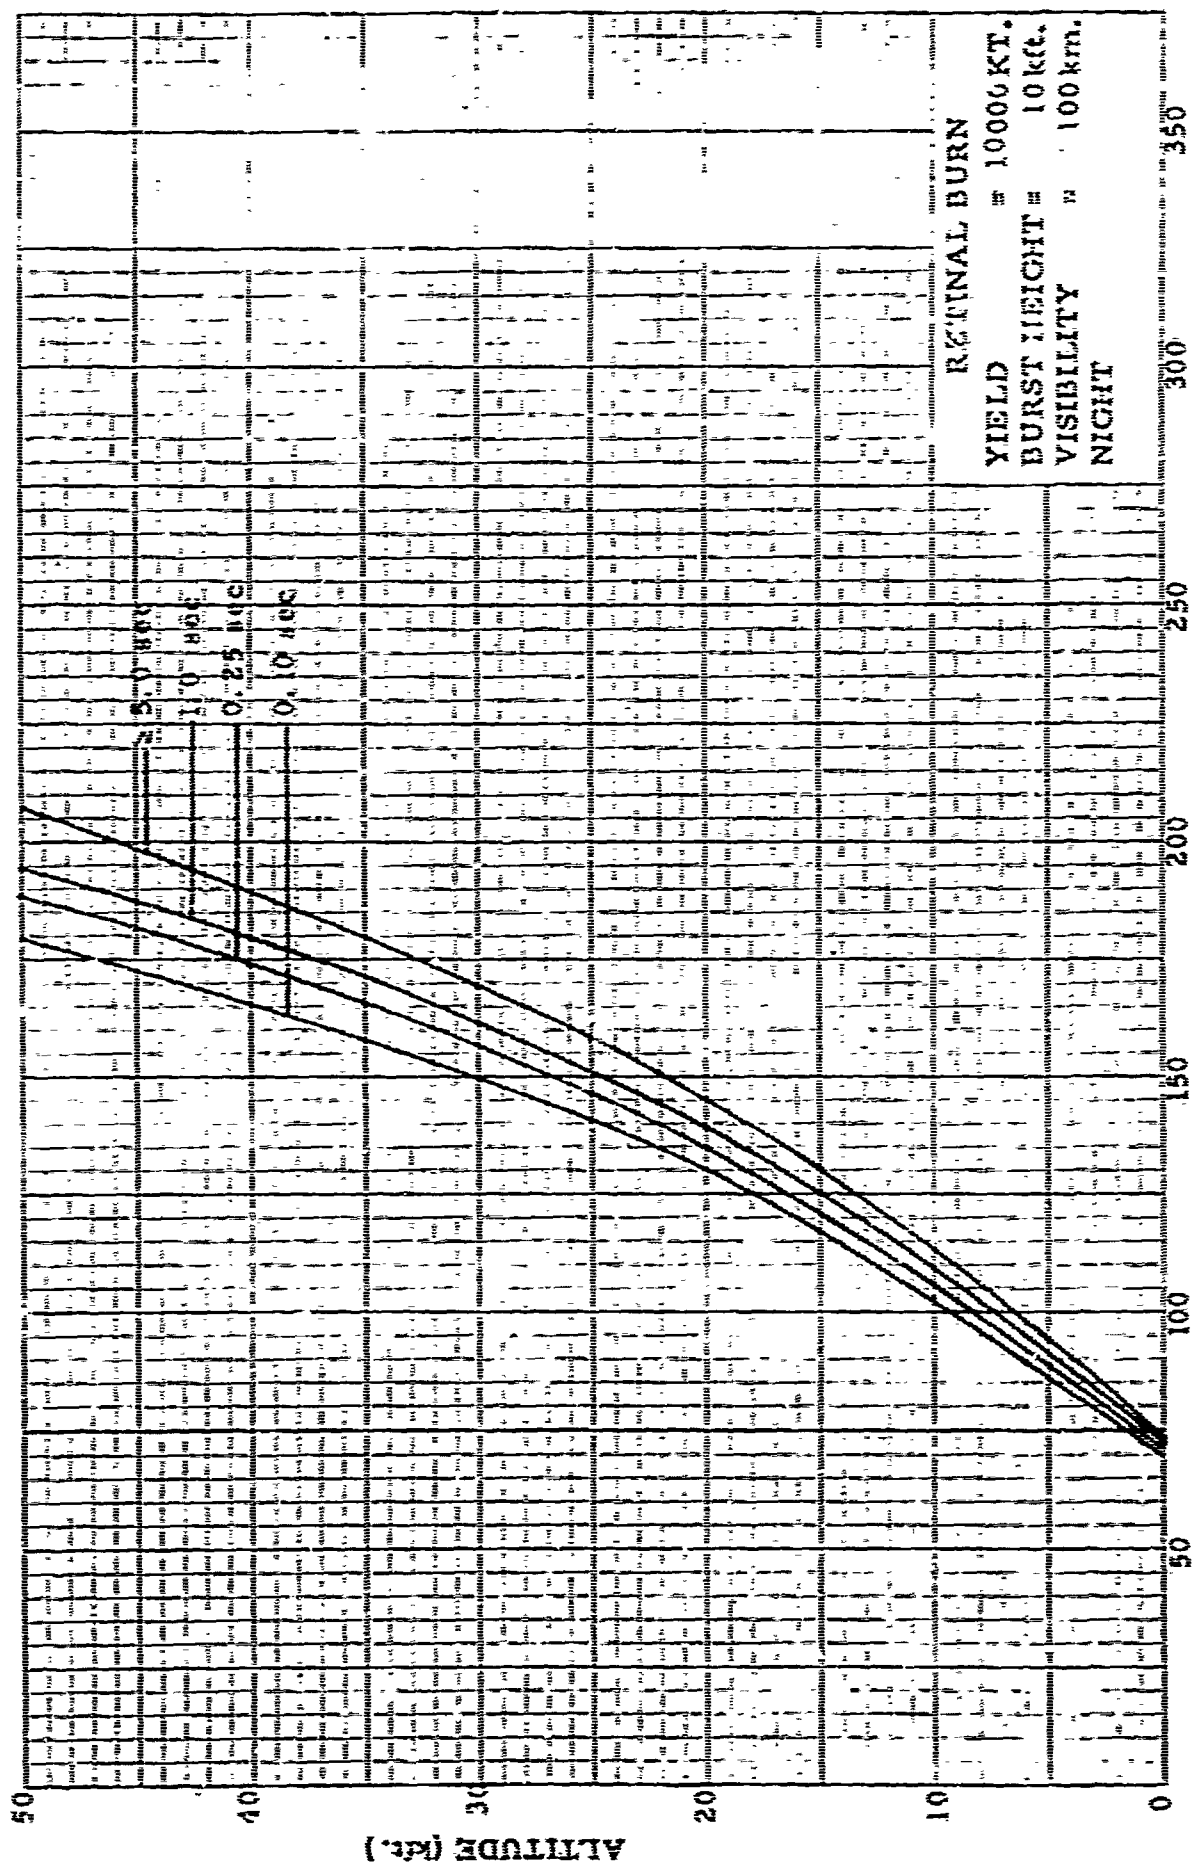 RETINAL BURN
YIELD = 10000 KT.
BURST HEIGHT = 10 kft.
VISIBILITY = 100 km.
NIGHT
≥ 5.0 sec
1.0 sec
0.25 sec
0.10 sec
ALTITUDE (kft.)
50
40
30
20
10
0
50
100
150
200
250
300
350